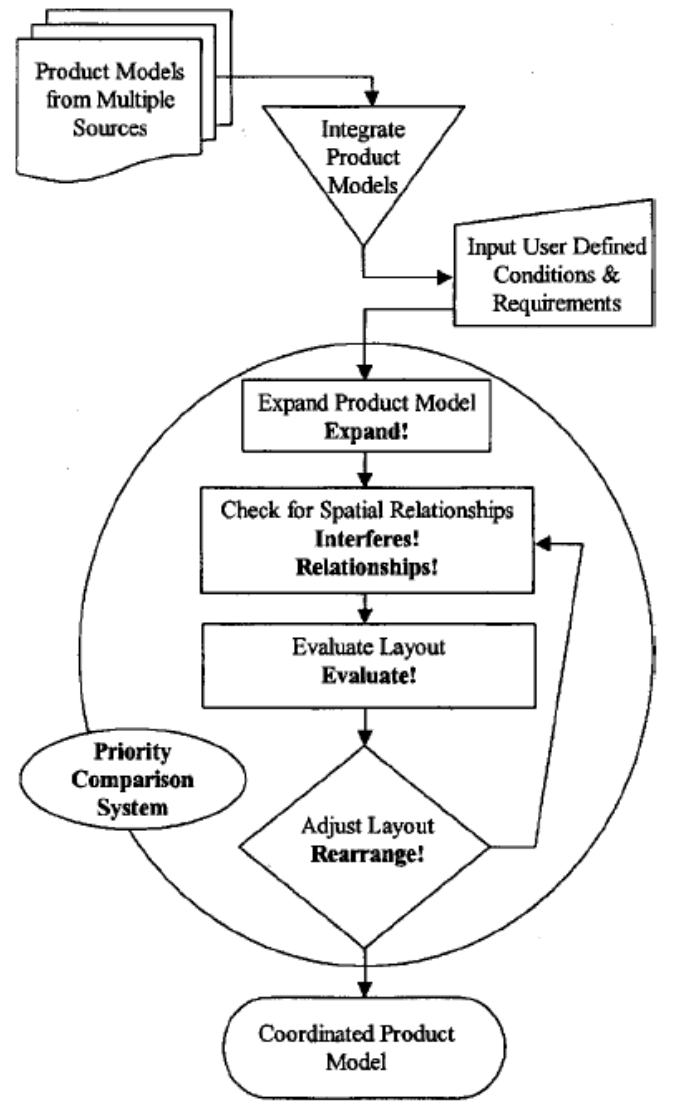 Product Models
from Multiple
Sources
Integrate
Product
Models
Input User Defined
Conditions &
Requirements
Expand Product Model
Expand!
Check for Spatial Relationships
Interferes!
Relationships!
Evaluate Layout
Evaluate!
Priority
Comparison
System
Adjust Layout
Rearrange!
Coordinated Product
Model